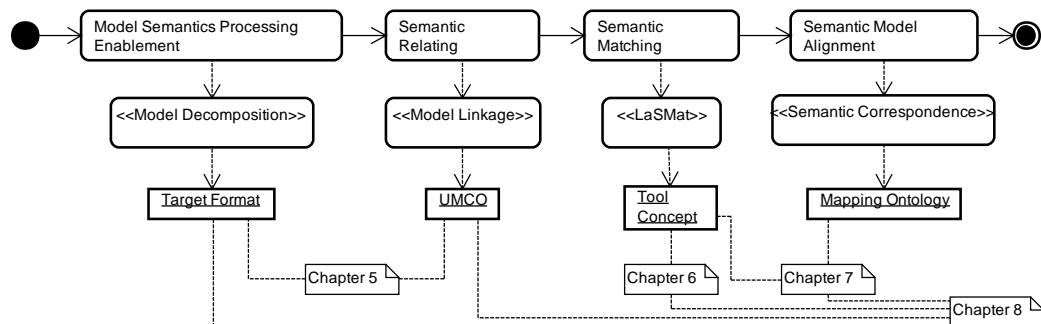 Model Semantics Processing
Enablement
Semantic
Relating
Semantic
Matching
Semantic Model
Alignment
<<Model Decomposition>>
<<Model Linkage>>
<<LaSMat>>
<<Semantic Correspondence>>
Target Format
UMCO
Tool
Concept
Mapping Ontology
Chapter 5
Chapter 6
Chapter 7
Chapter 8